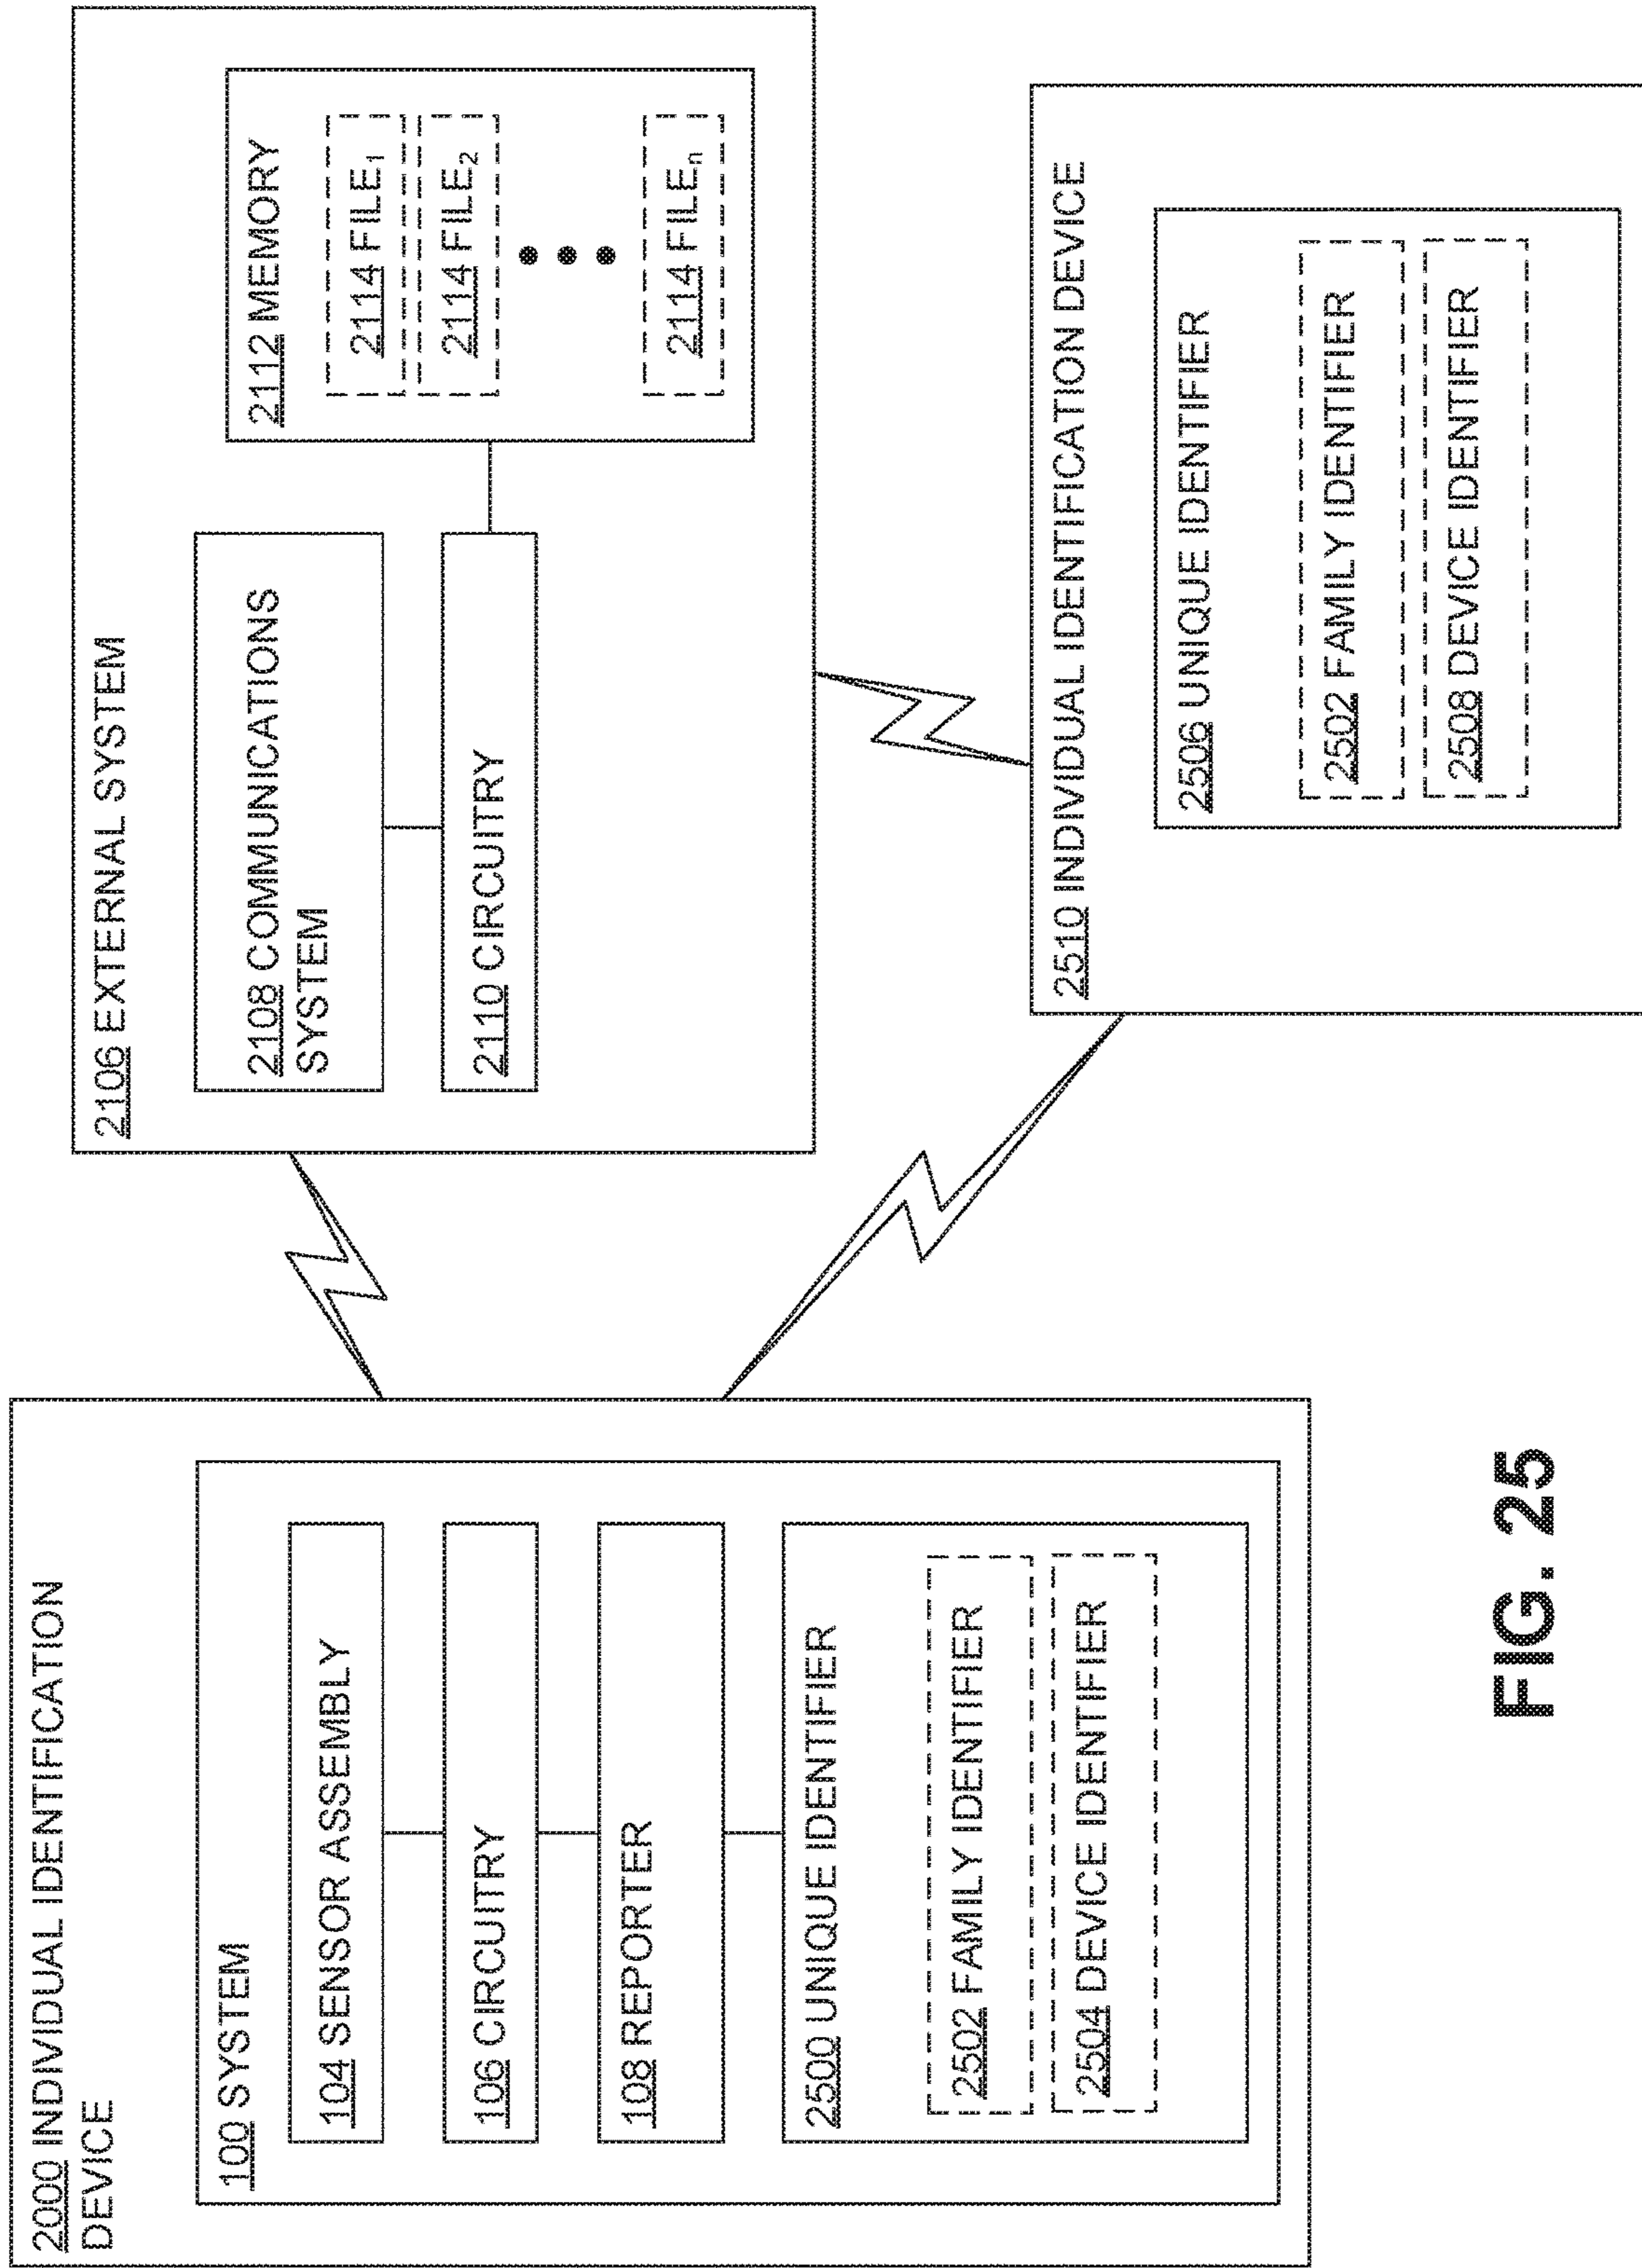 2000 INDIVIDUAL IDENTIFICATION
DEVICE
100 SYSTEM
104 SENSOR ASSEMBLY
106 CIRCUITRY
108 REPORTER
2500 UNIQUE IDENTIFIER
2502 FAMILY IDENTIFIER
2504 DEVICE IDENTIFIER
2106 EXTERNAL SYSTEM
2108 COMMUNICATIONS
SYSTEM
2110 CIRCUITRY
2112 MEMORY
2114 FILE1
2114 FILE2
2114 FILEn
2510 INDIVIDUAL IDENTIFICATION DEVICE
2506 UNIQUE IDENTIFIER
2502 FAMILY IDENTIFIER
2508 DEVICE IDENTIFIER
FIG. 25